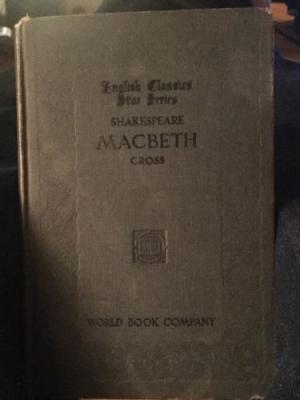 English Classics
Star Series
SHAKESPEARE
MACBETH
CROSS
WORLD BOOK COMPANY